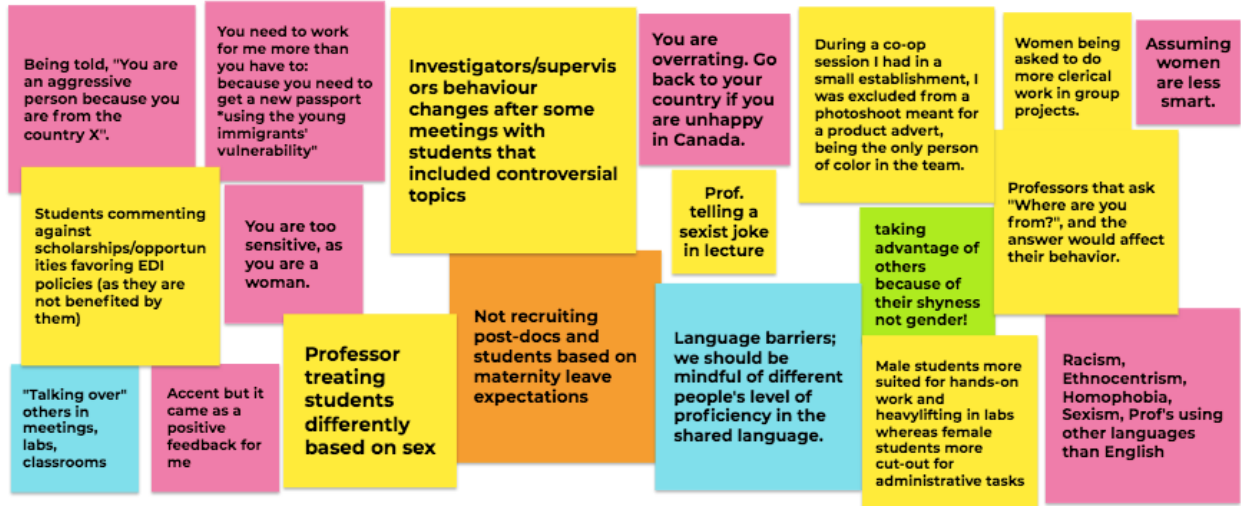 Being told, "You are
an aggressive
person because you
are from the
country X".
You need to work
for me more than
you have to:
because you need to
get a new passport
"using the young
immigrants'
vulnerability"
Investigators/supervis
ors behaviour
changes after some
meetings with
students that
included controversial
topics
You are
overrating. Go
back to your
country if you
are unhappy
in Canada.
During a co-op
session I had in a
small establishment, I
was excluded from a
photoshoot meant for
a product advert,
being the only person
of color in the team.
Women being
asked to do
more clerical
work in group
projects.
Assuming
women are less
smart.
Students commenting
against
scholarships/opportun
ities favoring EDI
policies (as they are
not benefited by
them)
You are too
sensitive, as
you are a
woman.
Prof.
telling a
sexist joke
in lecture
taking
advantage of
others
because of
their shyness
not gender!
Professors that ask
"Where are you
from?", and the
answer would affect
their behavior.
"Talking over"
others in
meetings,
labs,
classrooms
Accent but it
came as a
positive
feedback for
me
Professor
treating
students
differently
based on sex
Not recruiting
post-docs and
students based on
maternity leave
expectations
Language barriers;
we should be
mindful of different
people's level of
proficiency in the
shared language.
Male students more
suited for hands-on
work and
heavylifting in labs
whereas female
students more
cut-out for
administrative tasks
Racism,
Ethnocentrism,
Homophobia,
Sexism, Prof's using
other languages
than English